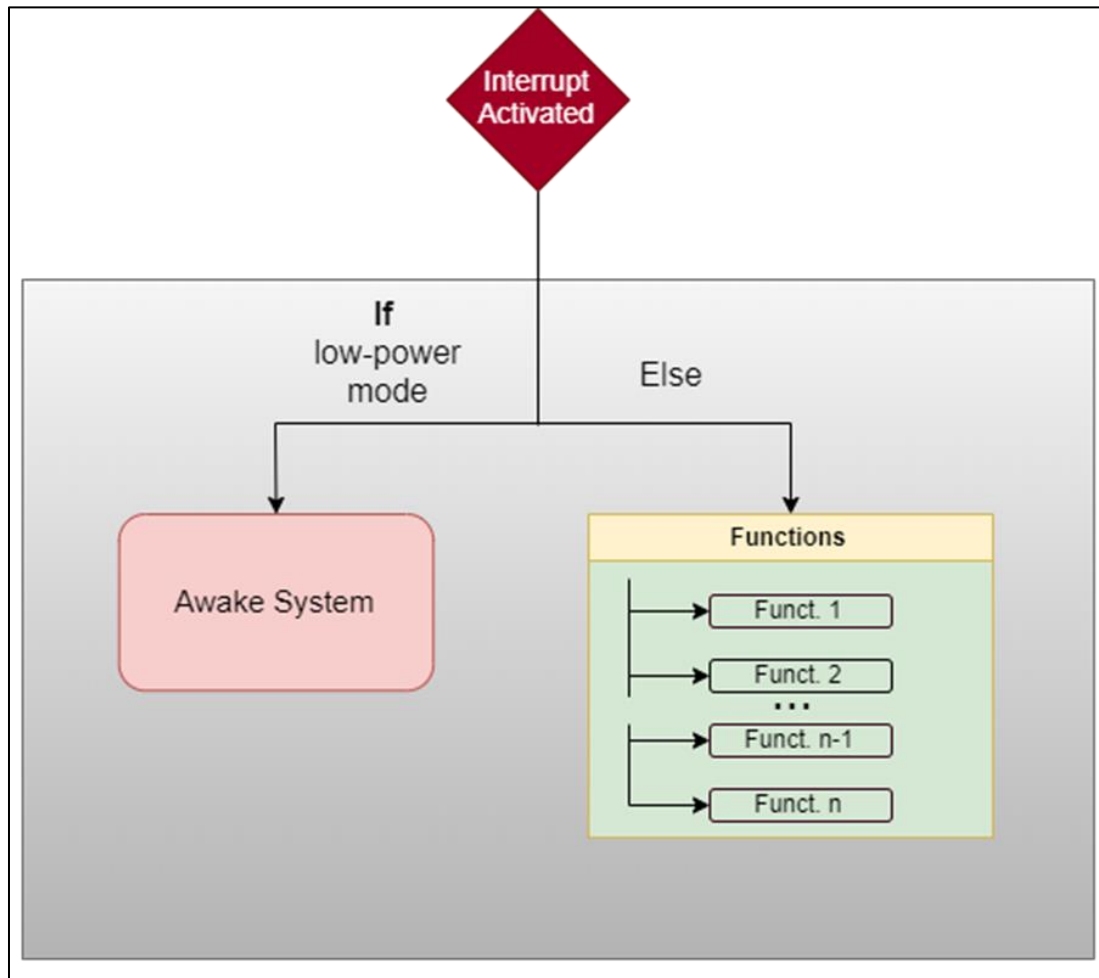 Interrupt
Activated
If
low-power
mode
Else
Awake System
Functions
Funct. 1
Funct. 2
...
Funct. n-1
Funct. n